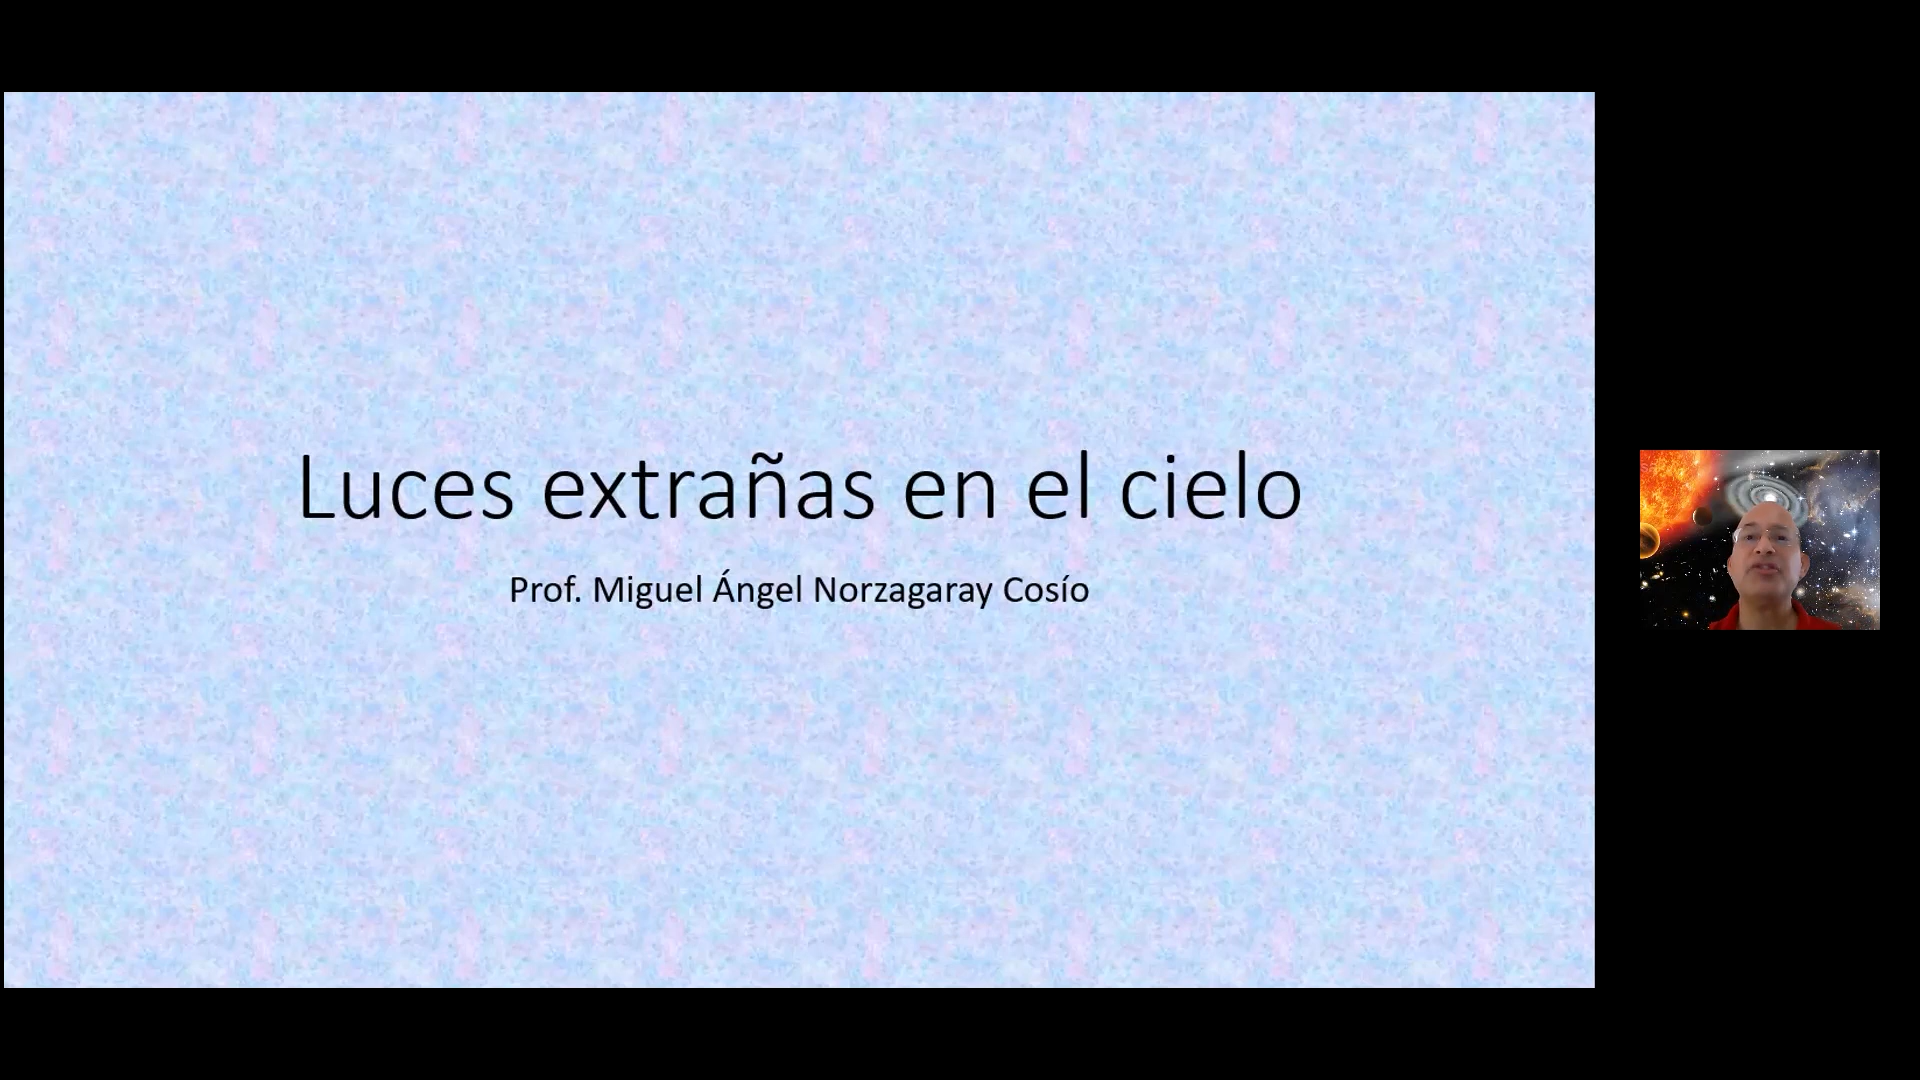 Luces extrañas en el cielo
Prof. Miguel Ángel Norzagaray Cosío